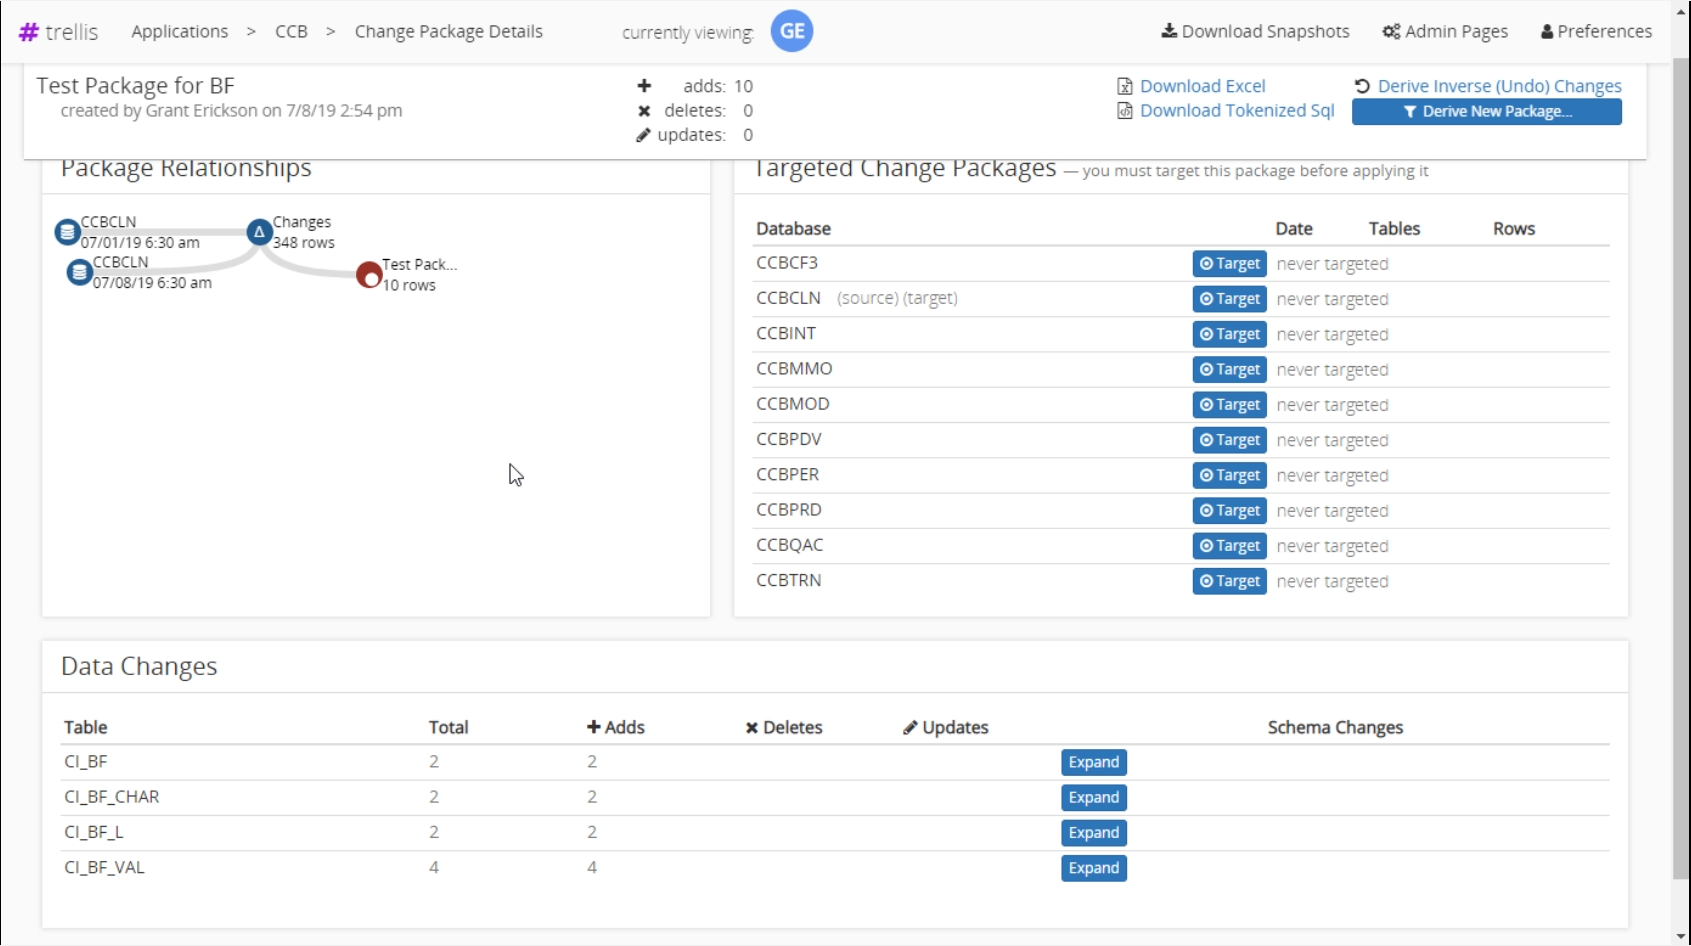 # trellis Applications > CCB > Change Package Details currently viewing: GE Download Snapshots Admin Pages Preferences
Test Package for BF
created by Grant Erickson on 7/8/19 2:54 pm
adds: 10
deletes: 0
updates: 0
Download Excel
Download Tokenized Sql
Derive Inverse (Undo) Changes
Derive New Package...
Package Relationships
CCBCLN
07/01/19 6:30 am
CCBCLN
07/08/19 6:30 am
Δ
Changes
348 rows
Test Pack...
10 rows
Targeted Change Packages — you must target this package before applying it
Database Date Tables Rows
CCBCF3 Target never targeted
CCBCLN (source) (target) Target never targeted
CCBINT Target never targeted
CCBMMO Target never targeted
CCBMOD Target never targeted
CCBPDV Target never targeted
CCBPER Target never targeted
CCBPRD Target never targeted
CCBQAC Target never targeted
CCBTRN Target never targeted
Data Changes
Table Total Adds Deletes Updates Schema Changes
CI_BF 2 2 Expand
CI_BF_CHAR 2 2 Expand
CI_BF_L 2 2 Expand
CI_BF_VAL 4 4 Expand